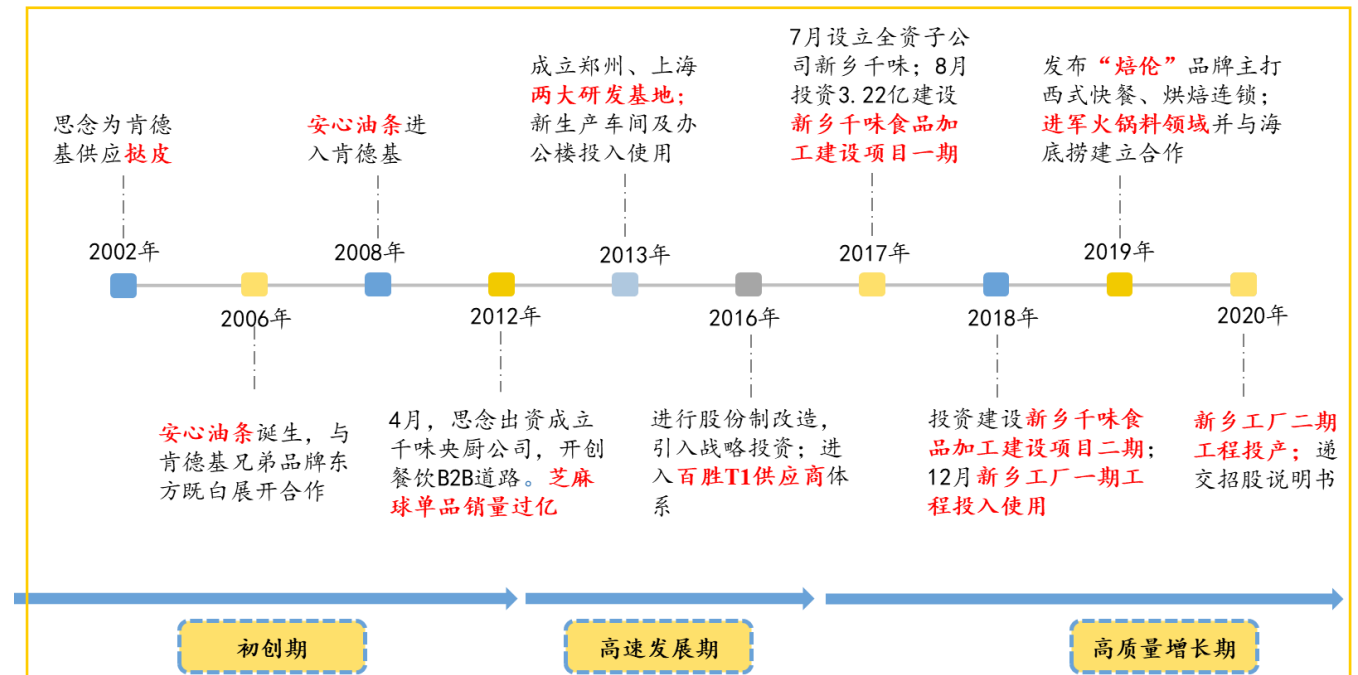 思念为肯德
基供应挞皮
2002年
2006年
安心油条诞生，与
肯德基兄弟品牌东
方既白展开合作
安心油条进
入肯德基
2008年
2012年
4月，思念出资成立
千味央厨公司，开创
餐饮B2B道路。芝麻
球单品销量过亿
成立郑州、上海
两大研发基地；
新生产车间及办
公楼投入使用
2013年
2016年
进行股份制改造，
引入战略投资；进
入百胜T1供应商体
系
7月设立全资子公
司新乡千味；8月
投资3.22亿建设
新乡千味食品加
工建设项目一期
2017年
2018年
投资建设新乡千味食
品加工建设项目二期；
12月新乡工厂一期工
程投入使用
发布“焙伦”品牌主打
西式快餐、烘焙连锁；
进军火锅料领域并与海
底捞建立合作
2019年
2020年
新乡工厂二期
工程投产；递
交招股说明书
初创期
高速发展期
高质量增长期